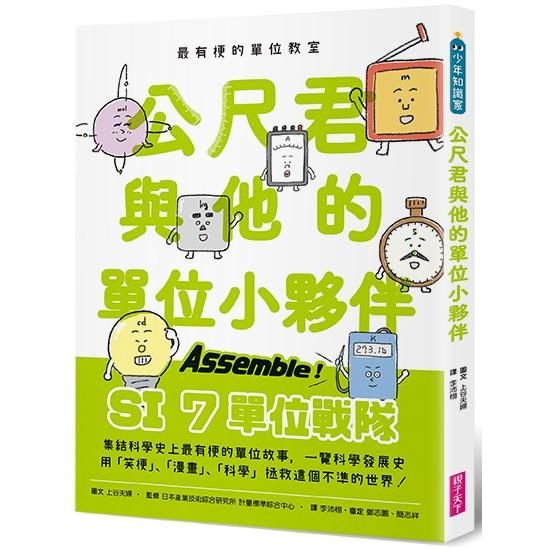 最有梗的單位教室
公尺君
與他的
單位小夥伴
mol
m
A
kg
s
cd
K
273.15
Assemble!
SI 7 單位戰隊
集結科學史上最有梗的單位故事，一覽科學發展史
用「笑梗」、「漫畫」、「科學」拯救這個不準的世界！
圖文 上谷夫婦 • 監修 日本産業技術綜合研究所 計量標準綜合中心 • 譯 李沛栩 • 審定 鄭志鵬、簡志祥
少年知識家
公尺君與他的單位小夥伴
圖文 上谷夫婦
譯 李沛栩
親子天下